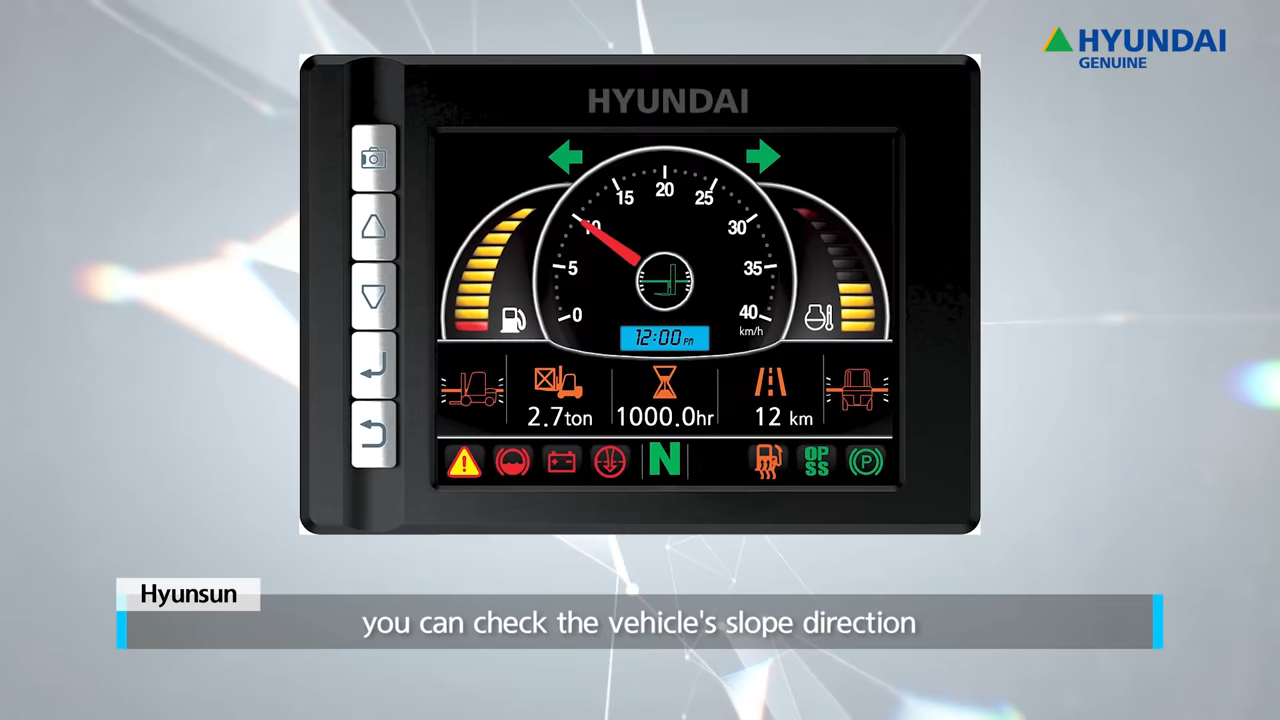 HYUNDAI
GENUINE
HYUNDAI
0
5
10
15
20
25
30
35
40
km/h
12:00 PM
2.7ton
1000.0hr
12 km
N
OP
SS
P
Hyunsun
you can check the vehicle's slope direction